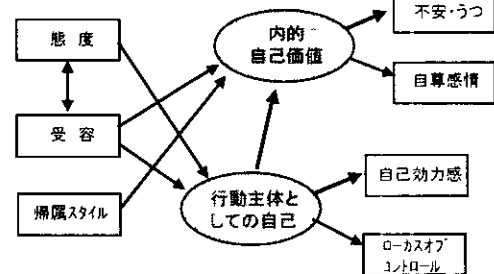 不安・うつ
態度
内的
自己価値
自尊感情
受容
自己効力感
帰属スタイル
行動主体と
しての自己
ローカスオブ
コントロール